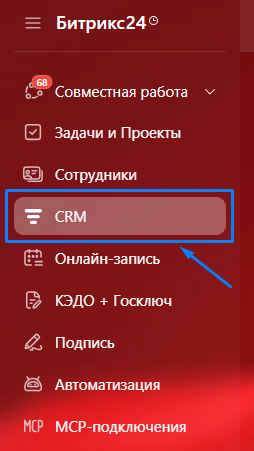 Битрикс24
68
Совместная работа
Задачи и Проекты
Сотрудники
CRM
Онлайн-запись
КЭДО + Госключ
Подпись
Автоматизация
MCP MCP-подключения